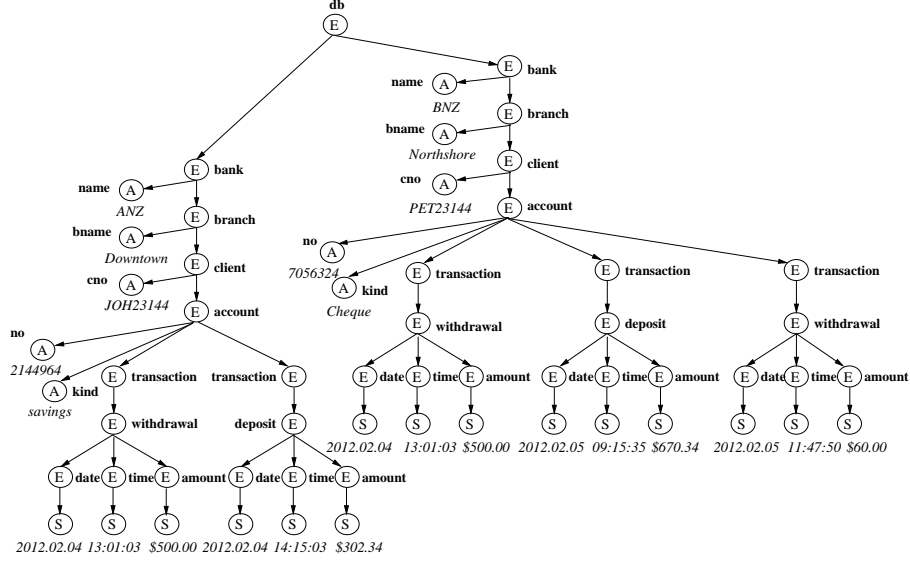 db
E
E bank
name A
BNZ
E branch
bname A
Northshore
E client
cno A
PET23144
E account
no A
7056324
A kind
Cheque
E transaction E transaction E transaction
E withdrawal E deposit E withdrawal
E date E time E amount E date E time E amount E date E time E amount
S S S S S S S S S
2012.02.04 13:01:03 $500.00 2012.02.05 09:15:35 $670.34 2012.02.05 11:47:50 $60.00
E bank
name A
ANZ
E branch
bname A
Downtown
E client
cno A
JOH23144
E account
no A
2144964
A kind
savings
E transaction transaction E
E withdrawal deposit E
E date E time E amount E date E time E amount
S S S S S S
2012.02.04 13:01:03 $500.00 2012.02.04 14:15:03 $302.34